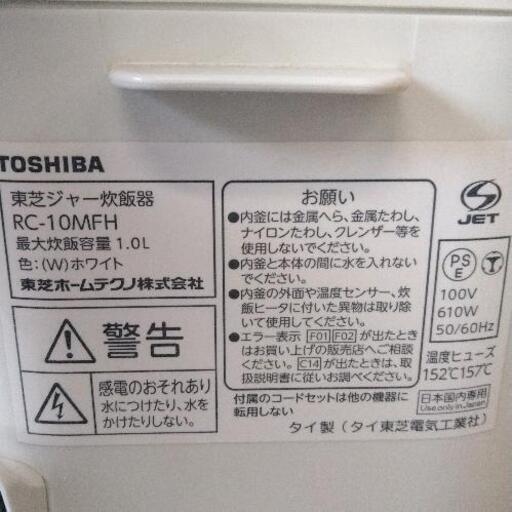 TOSHIBA
東芝ジャー炊飯器
RC-10MFH
最大炊飯容量 1.0L
色:(W)ホワイト
東芝ホームテクノ株式会社
警告
感電のおそれあり
水につけたり、水を
かけたりしない
お願い
●内釜には金属へら、金属たわし、
ナイロンたわし、クレンザー等を
使用しないでください。
●内釜と本体の間に水を入れない
でください。
●内釜の外面や温度センサー、炊
飯ヒータに付いた異物は取り除
いて使用してください。
●エラー表示 F01 F02 が出たとき
はお買い上げの販売店へご相談
ください。C14 が出たときは、取
扱説明書に従いお調べください。
付属のコードセットは他の機器に
転用しない
タイ製(タイ東芝電気工業社)
S
JET
PS
E
T
100V
610W
50/60Hz
温度ヒューズ
152℃157℃
日本国内専用
Use only in Japan